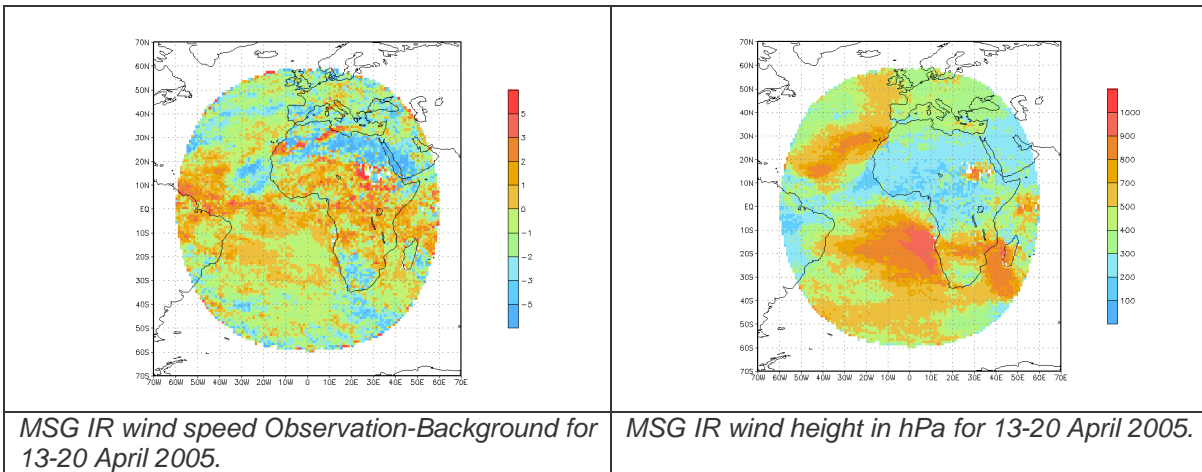 70N
60N
50N
40N
30N
20N
10N
EQ
10S
20S
30S
40S
50S
60S
70S
70W 60W 50W 40W 30W 20W 10W 0 10E 20E 30E 40E 50E 60E 70E
5
3
2
1
0
−1
−2
−3
−5
70N
60N
50N
40N
30N
20N
10N
EQ
10S
20S
30S
40S
50S
60S
70S
70W 60W 50W 40W 30W 20W 10W 0 10E 20E 30E 40E 50E 60E 70E
1000
900
800
700
500
400
300
200
100
MSG IR wind speed Observation-Background for
13-20 April 2005.
MSG IR wind height in hPa for 13-20 April 2005.